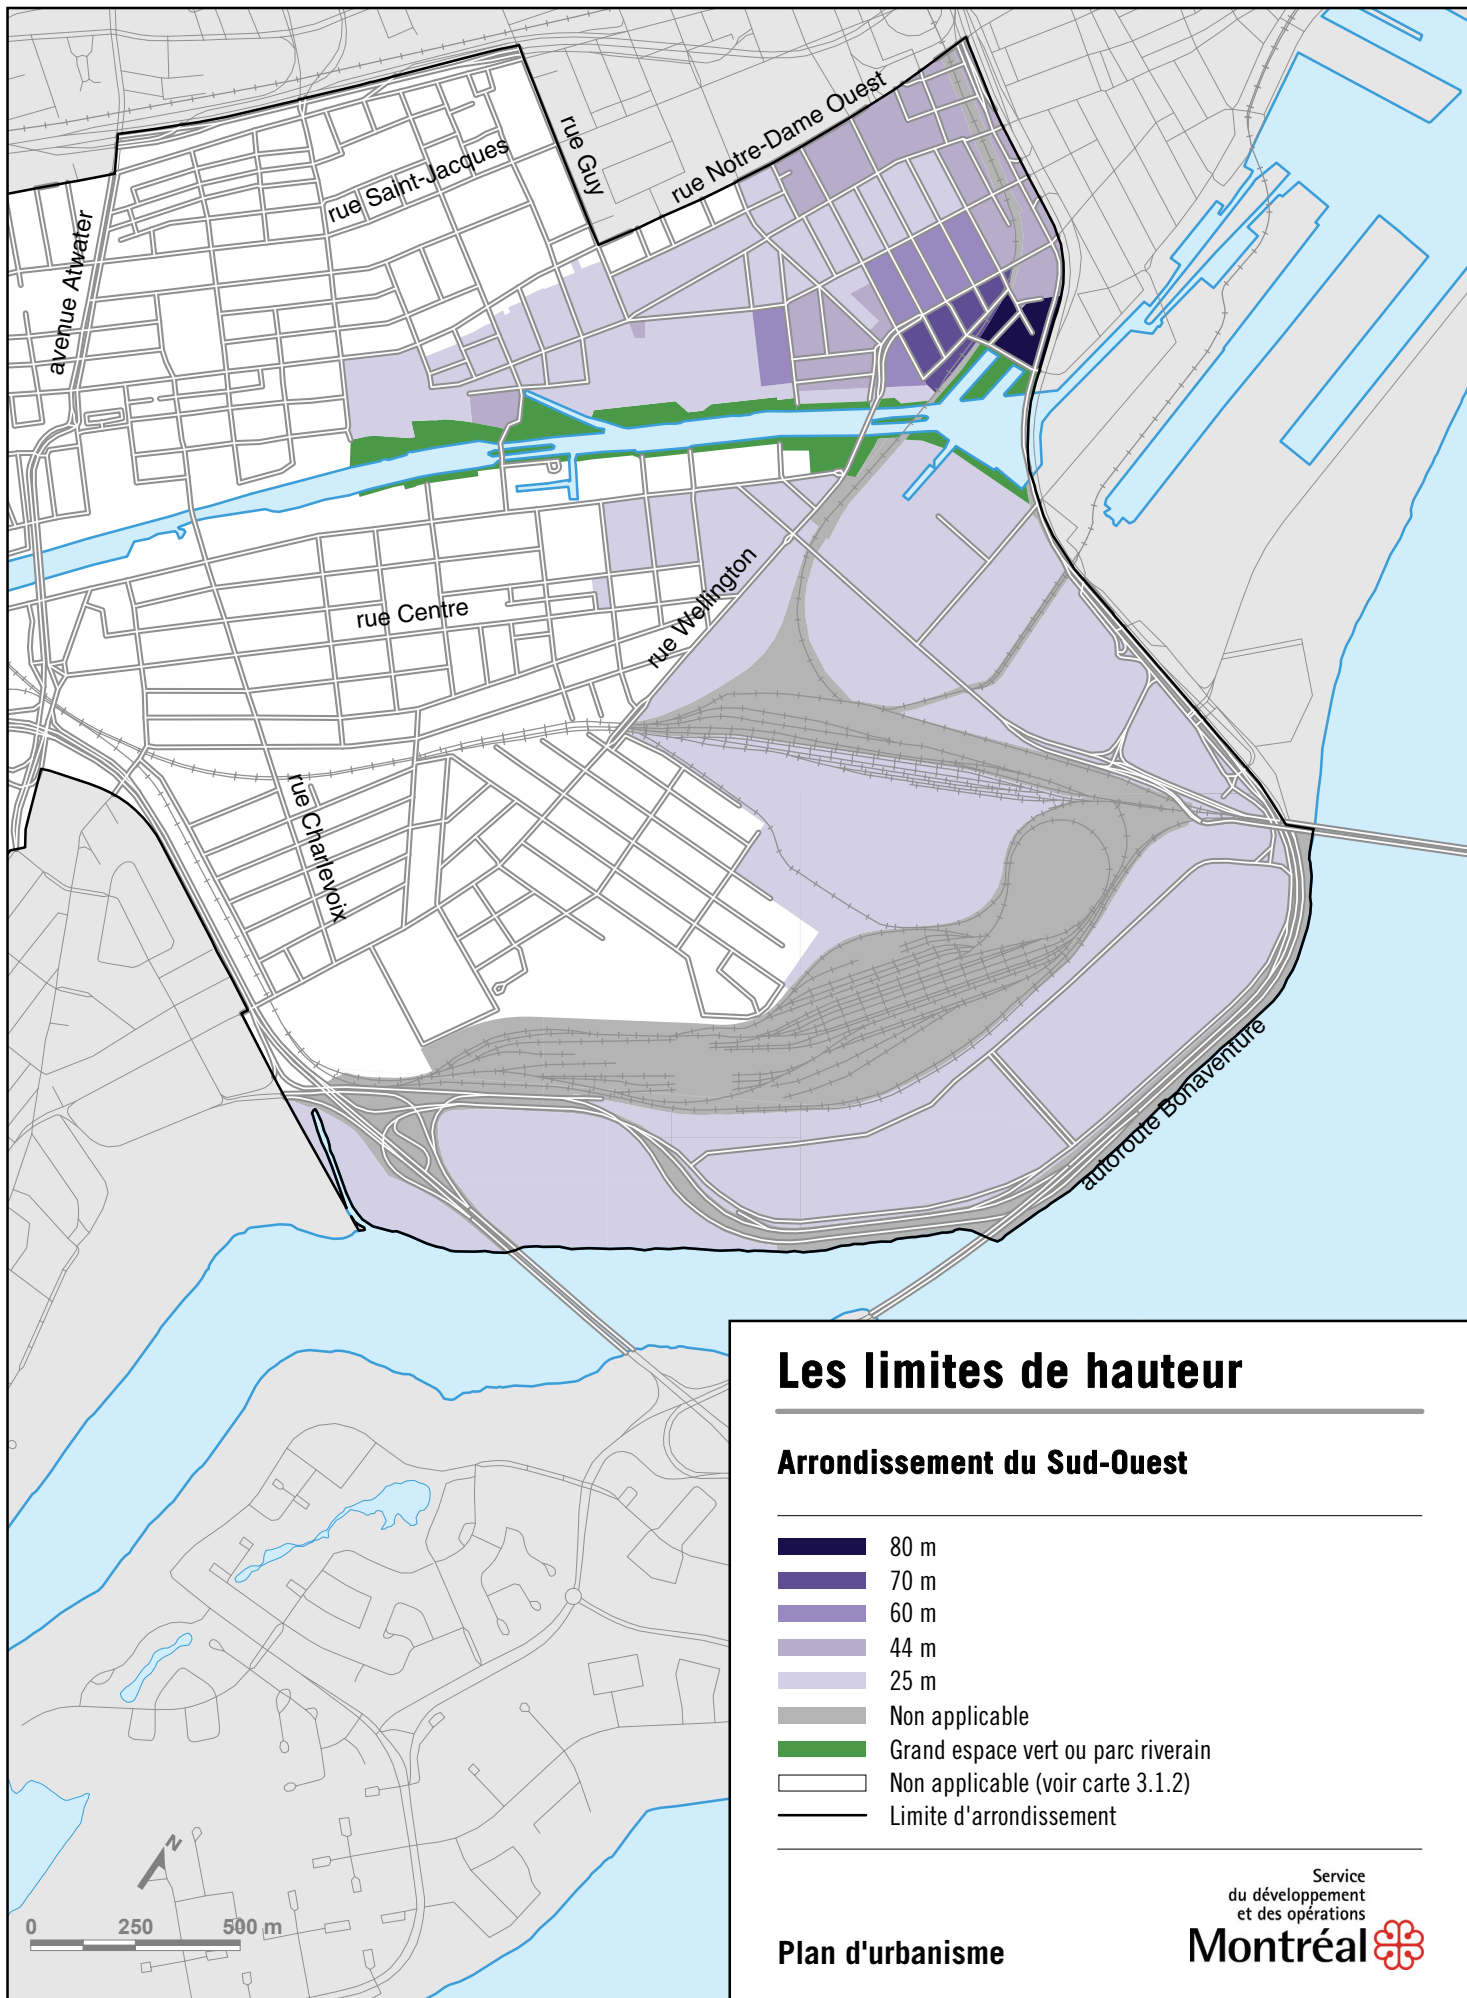 rue Notre-Dame Ouest
rue Guy
rue Saint-Jacques
avenue Atwater
rue Wellington
rue Centre
rue Charlevoix
autoroute Bonaventure
Les limites de hauteur
Arrondissement du Sud-Ouest
80 m
70 m
60 m
44 m
25 m
Non applicable
Grand espace vert ou parc riverain
Non applicable (voir carte 3.1.2)
Limite d'arrondissement
N
0 250 500 m
Plan d'urbanisme
Service
du développement
et des opérations
Montréal